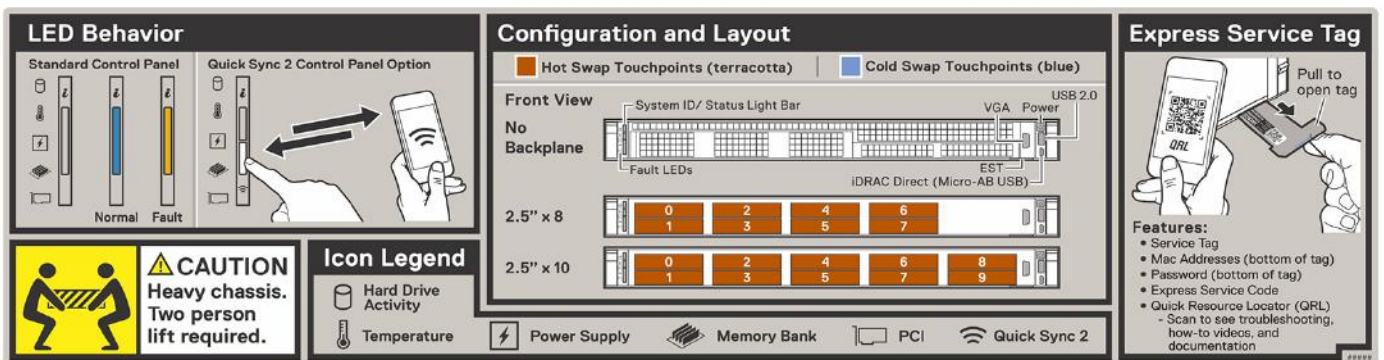 LED Behavior
Standard Control Panel
i
i
i
Normal
Fault
Quick Sync 2 Control Panel Option
i
QRL
CAUTION
Heavy chassis.
Two person
lift required.
Icon Legend
Hard Drive
Activity
Temperature
Power Supply
Memory Bank
PCI
Quick Sync 2
Configuration and Layout
Hot Swap Touchpoints (terracotta)
Cold Swap Touchpoints (blue)
Front View
System ID/ Status Light Bar
VGA
Power
USB 2.0
No
Backplane
Fault LEDs
EST
iDRAC Direct (Micro-AB USB)
2.5” x 8
0 2 4 6
1 3 5 7
2.5” x 10
0 2 4 6 8
1 3 5 7 9
Express Service Tag
Pull to
open tag
QRL
Features:
• Service Tag
• Mac Addresses (bottom of tag)
• Password (bottom of tag)
• Express Service Code
• Quick Resource Locator (QRL)
- Scan to see troubleshooting,
how-to videos, and
documentation
#####